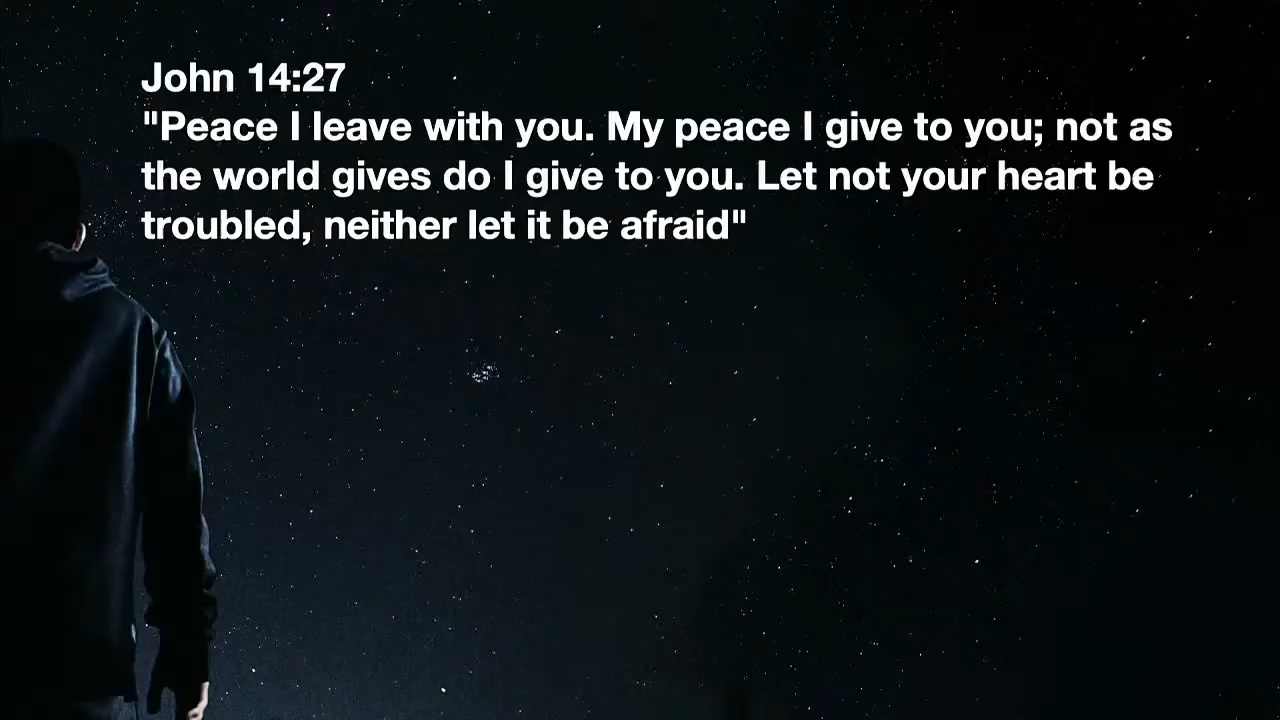 John 14:27
"Peace I leave with you. My peace I give to you; not as
the world gives do I give to you. Let not your heart be
troubled, neither let it be afraid"